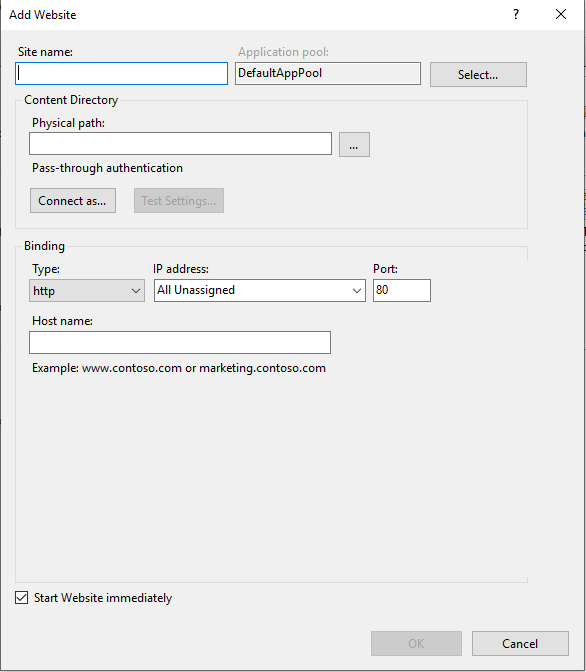 Add Website
?
Site name:
Application pool:
DefaultAppPool
Select...
Content Directory
Physical path:
...
Pass-through authentication
Connect as...
Test Settings...
Binding
Type:
IP address:
Port:
http
All Unassigned
80
Host name:
Example: www.contoso.com or marketing.contoso.com
Start Website immediately
OK
Cancel